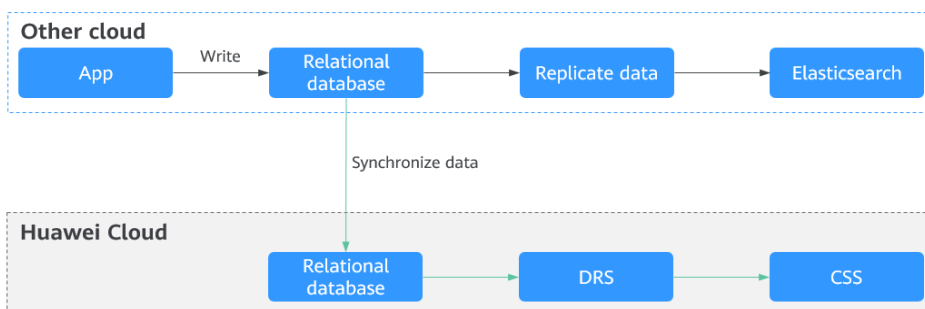 Other cloud
App
Write
Relational
database
Replicate data
Elasticsearch
Synchronize data
Huawei Cloud
Relational
database
DRS
CSS